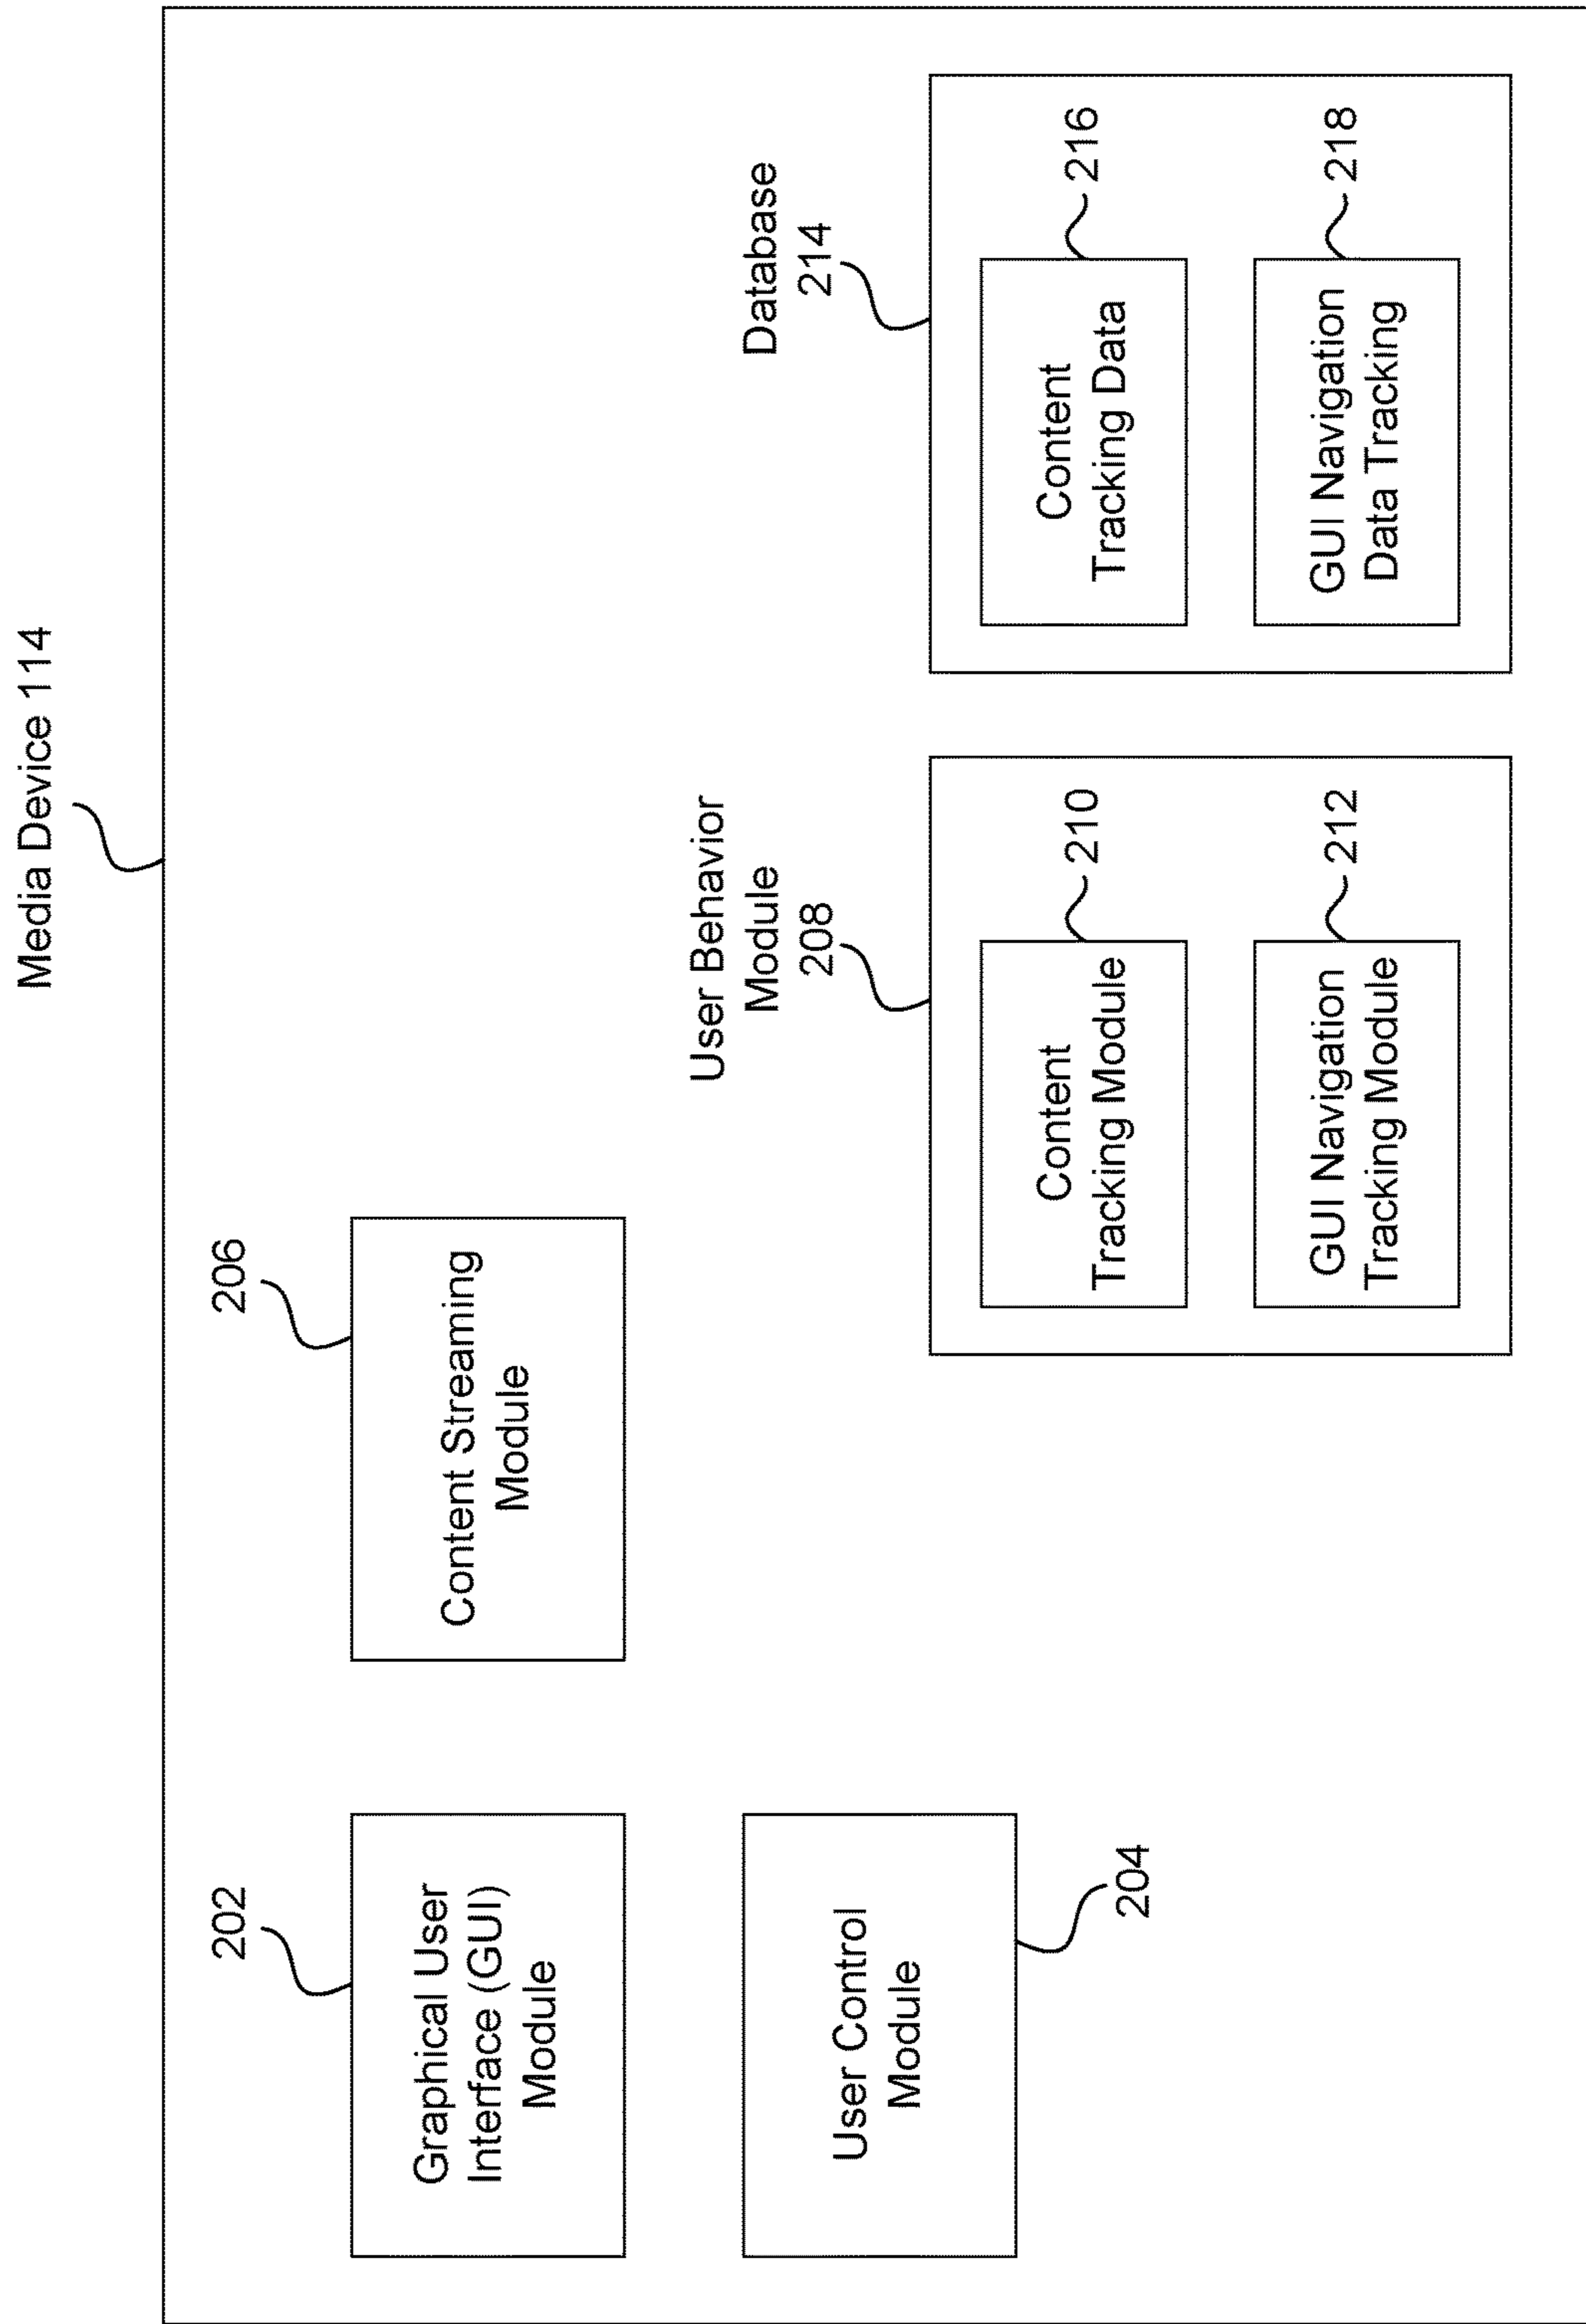 Media Device 114
202
Graphical User
Interface (GUI)
Module
206
Content Streaming
Module
User Control
Module
204
User Behavior
Module
208
Content
Tracking Module
210
GUI Navigation
Tracking Module
212
Database
214
Content
Tracking Data
216
GUI Navigation
Data Tracking
218